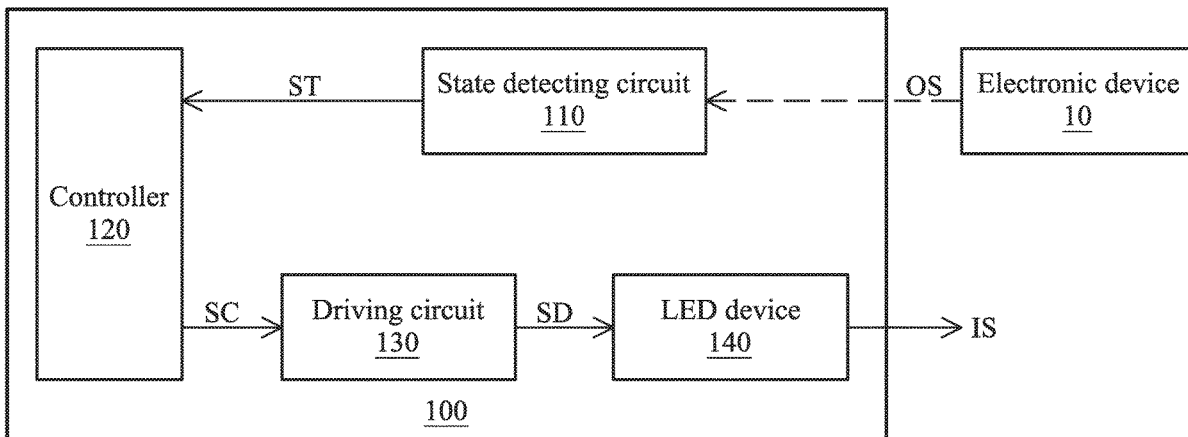 ST
State detecting circuit
110
OS
Electronic device
10
Controller
120
SC
Driving circuit
130
SD
LED device
140
IS
100